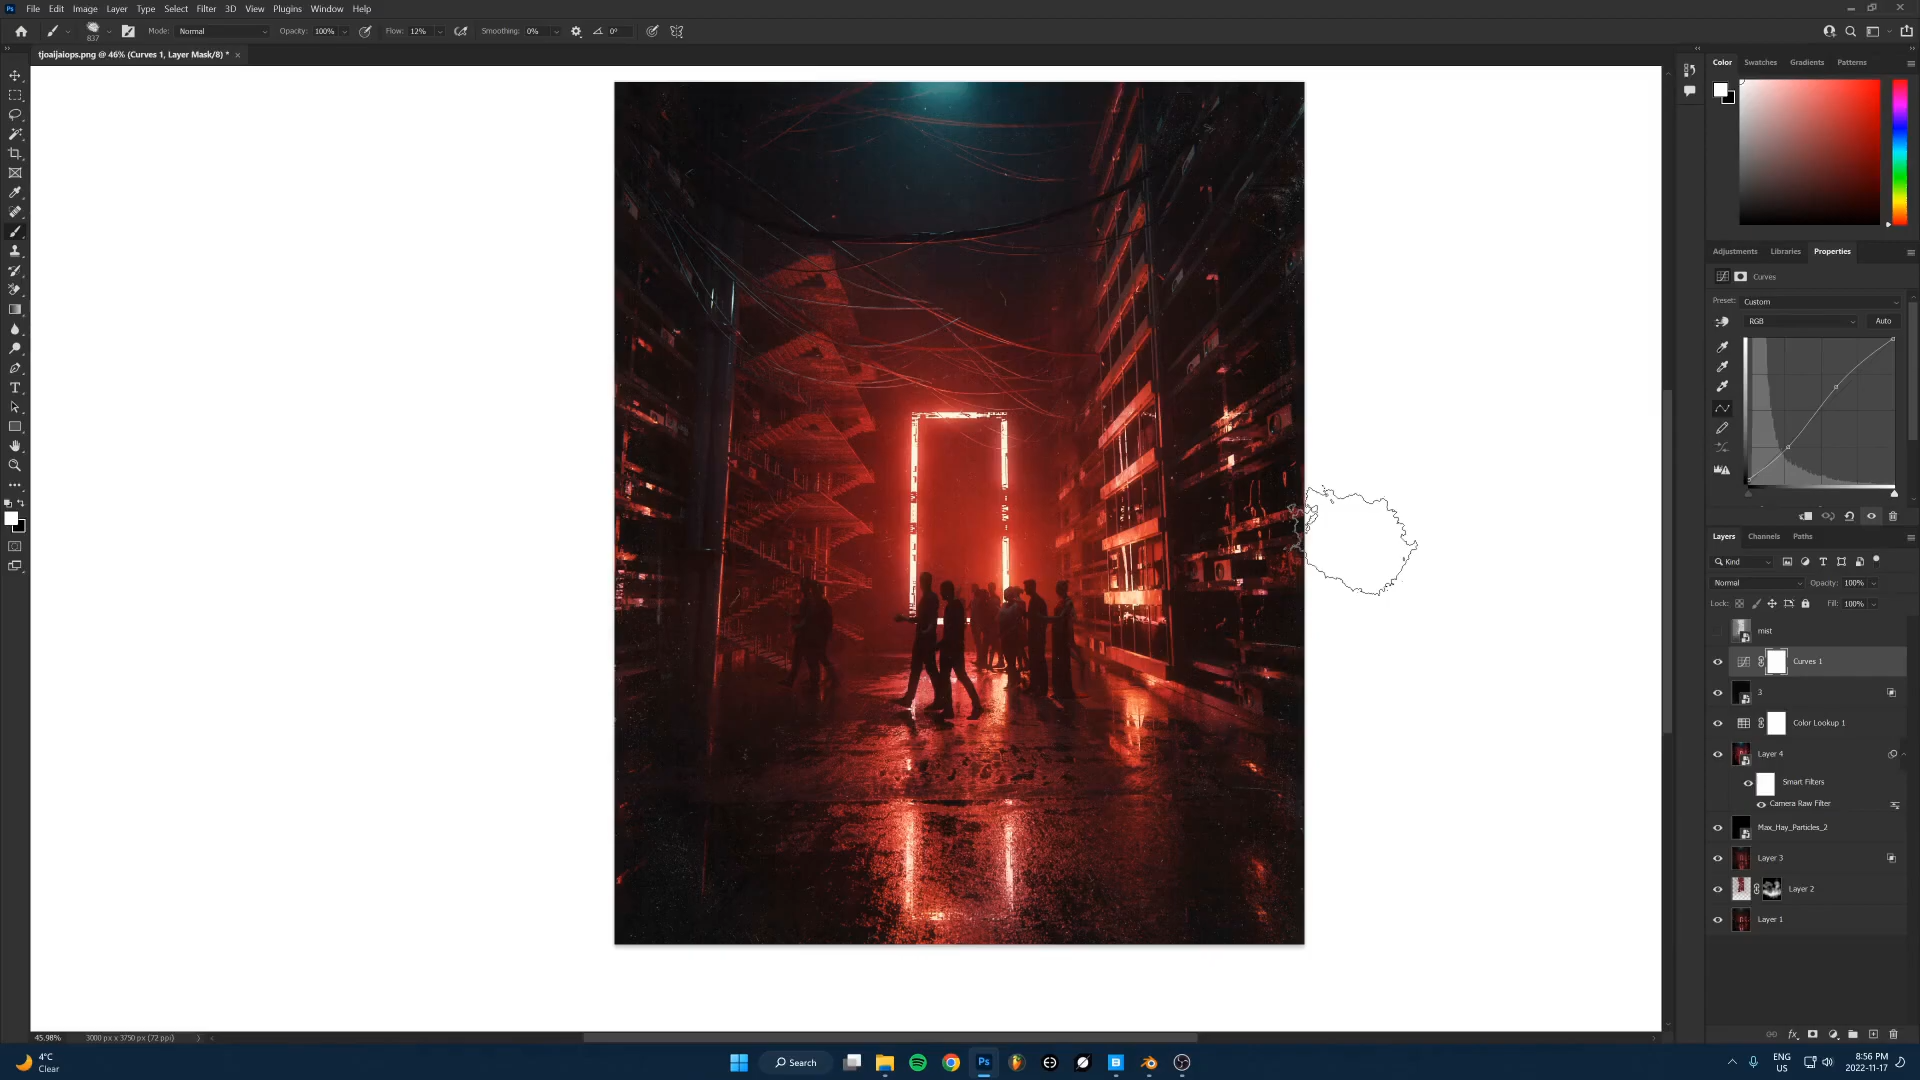 Ps File Edit Image Layer Type Select Filter 3D View Plugins Window Help
637 Mode: Normal Opacity: 100% Flow: 12% Smoothing: 0% 0°
tjoaijaiops.png @ 46% (Curves 1, Layer Mask/8) *
Color Swatches Gradients Patterns
Adjustments Libraries Properties
Curves
Preset: Custom
RGB Auto
Layers Channels Paths
Kind
Normal Opacity: 100%
Lock: Fill: 100%
mist
Curves 1
3
Color Lookup 1
Layer 4
Smart Filters
Camera Raw Filter
Max_Hay_Particles_2
Layer 3
Layer 2
Layer 1
45.98% 3000 px x 3750 px (72 ppi)
4°C
Clear
Search
Ps
ENG
US
8:56 PM
2022-11-17